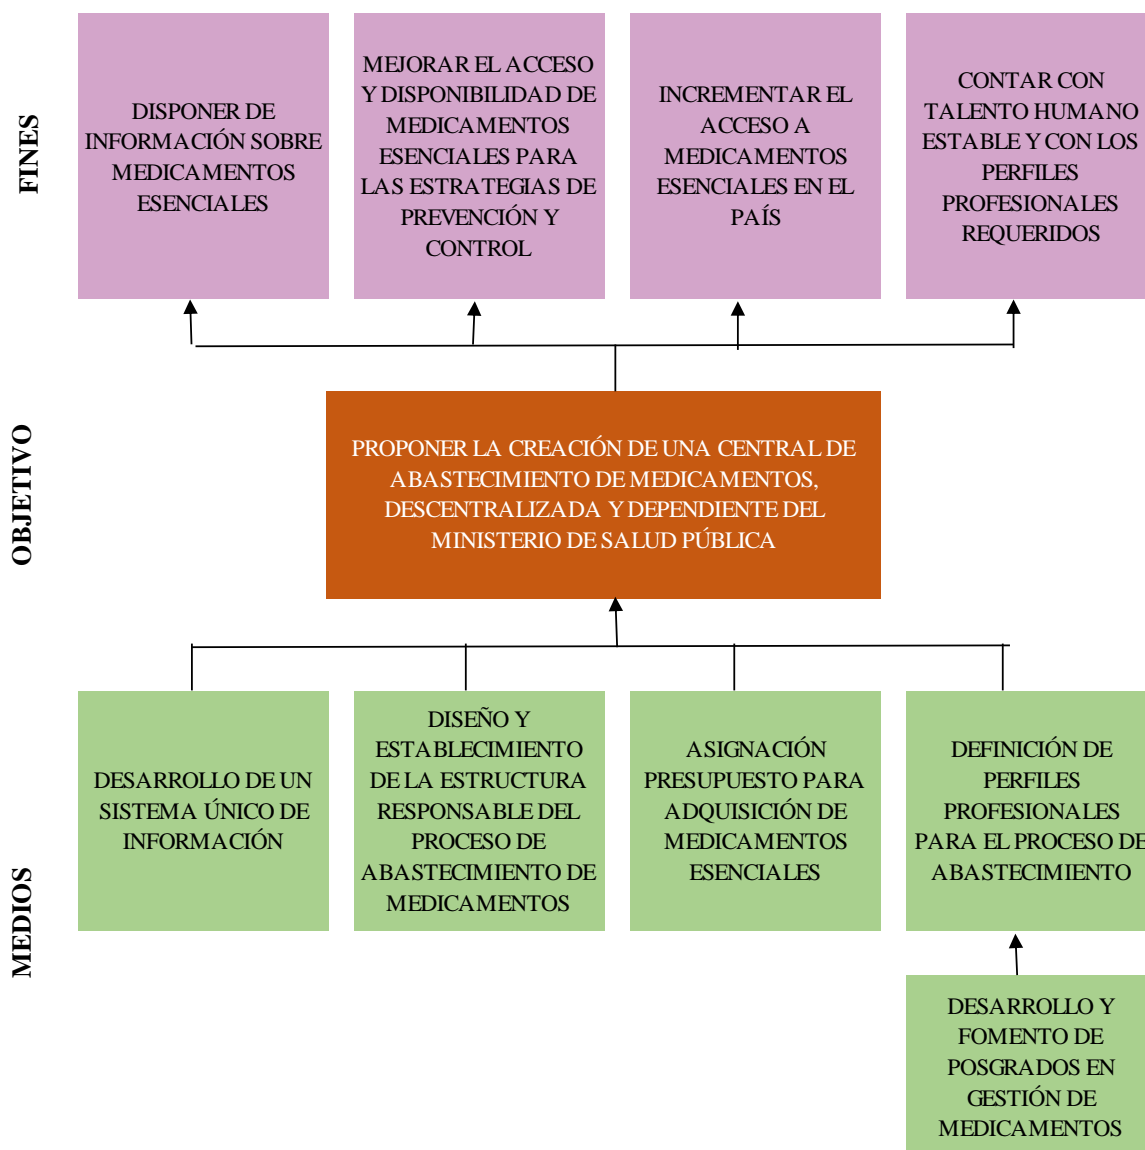 FINES
DISPONER DE
INFORMACIÓN SOBRE
MEDICAMENTOS
ESENCIALES
MEJORAR EL ACCESO
Y DISPONIBILIDAD DE
MEDICAMENTOS
ESENCIALES PARA
LAS ESTRATEGIAS DE
PREVENCIÓN Y
CONTROL
INCREMENTAR EL
ACCESO A
MEDICAMENTOS
ESENCIALES EN EL
PAÍS
CONTAR CON
TALENTO HUMANO
ESTABLE Y CON LOS
PERFILES
PROFESIONALES
REQUERIDOS
OBJETIVO
PROPONER LA CREACIÓN DE UNA CENTRAL DE
ABASTECIMIENTO DE MEDICAMENTOS,
DESCENTRALIZADA Y DEPENDIENTE DEL
MINISTERIO DE SALUD PÚBLICA
MEDIOS
DESARROLLO DE UN
SISTEMA ÚNICO DE
INFORMACIÓN
DISEÑO Y
ESTABLECIMIENTO
DE LA ESTRUCTURA
RESPONSABLE DEL
PROCESO DE
ABASTECIMIENTO DE
MEDICAMENTOS
ASIGNACIÓN
PRESUPUESTO PARA
ADQUISICIÓN DE
MEDICAMENTOS
ESENCIALES
DEFINICIÓN DE
PERFILES
PROFESIONALES
PARA EL PROCESO DE
ABASTECIMIENTO
DESARROLLO Y
FOMENTO DE
POSGRADOS EN
GESTIÓN DE
MEDICAMENTOS